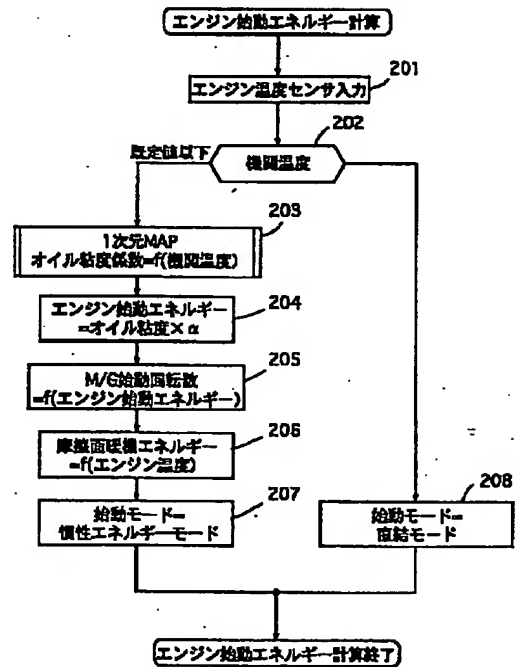 エンジン始動エネルギー計算
201
エンジン温度センサ入力
202
既定値以下
機関温度
203
1次元MAP
オイル粘度係数=f(機関温度)
204
エンジン始動エネルギー
=オイル粘度×α
205
M/G始動回転数
=f(エンジン始動エネルギー)
206
摩擦面暖機エネルギー
=f(エンジン温度)
207
始動モード=
慣性エネルギーモード
208
始動モード=
直結モード
エンジン始動エネルギー計算終了